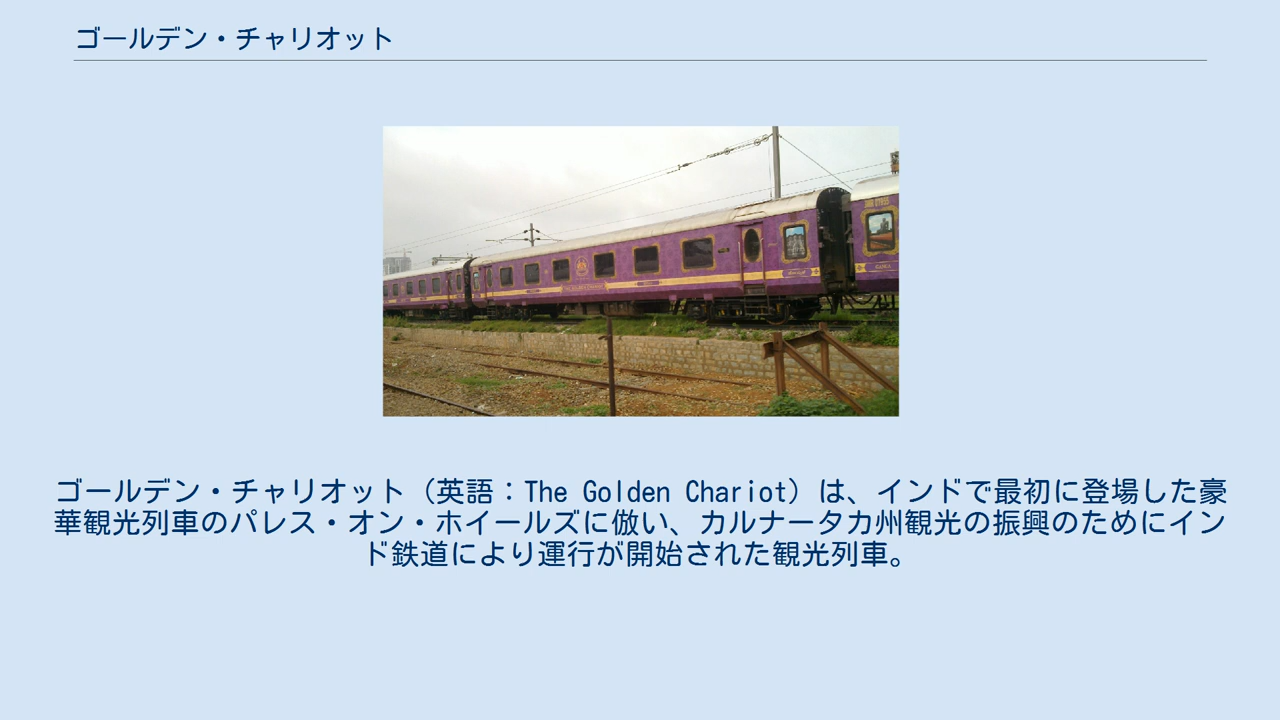 ゴールデン・チャリオット
ゴールデン・チャリオット（英語：The Golden Chariot）は、インドで最初に登場した豪
華観光列車のパレス・オン・ホイールズに倣い、カルナータカ州観光の振興のためにイン
ド鉄道により運行が開始された観光列車。